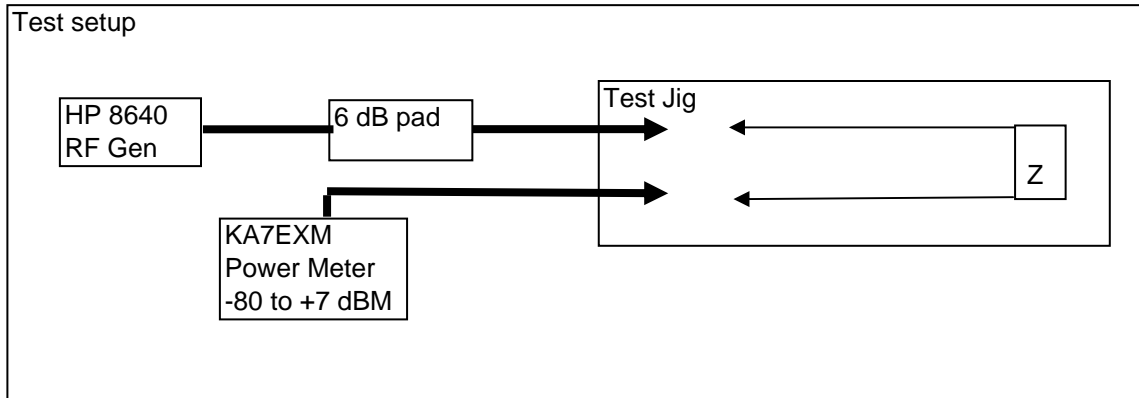 Test setup
HP 8640
RF Gen
6 dB pad
Test Jig
Z
KA7EXM
Power Meter
-80 to +7 dBM